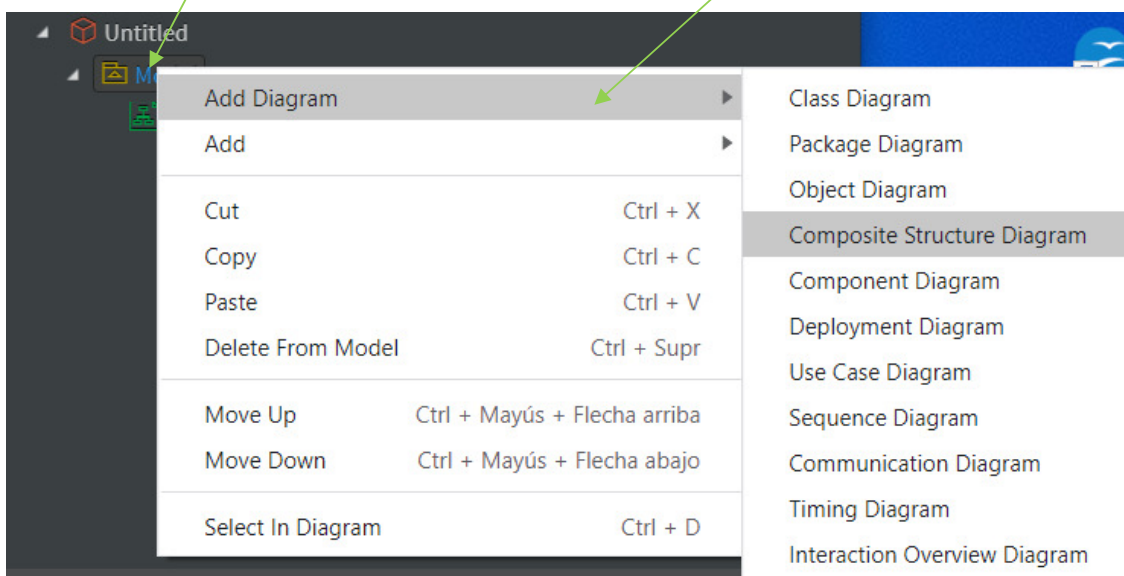 Untitled
Add Diagram
Add
Cut Ctrl + X
Copy Ctrl + C
Paste Ctrl + V
Delete From Model Ctrl + Supr
Move Up Ctrl + Mayús + Flecha arriba
Move Down Ctrl + Mayús + Flecha abajo
Select In Diagram Ctrl + D
Class Diagram
Package Diagram
Object Diagram
Composite Structure Diagram
Component Diagram
Deployment Diagram
Use Case Diagram
Sequence Diagram
Communication Diagram
Timing Diagram
Interaction Overview Diagram